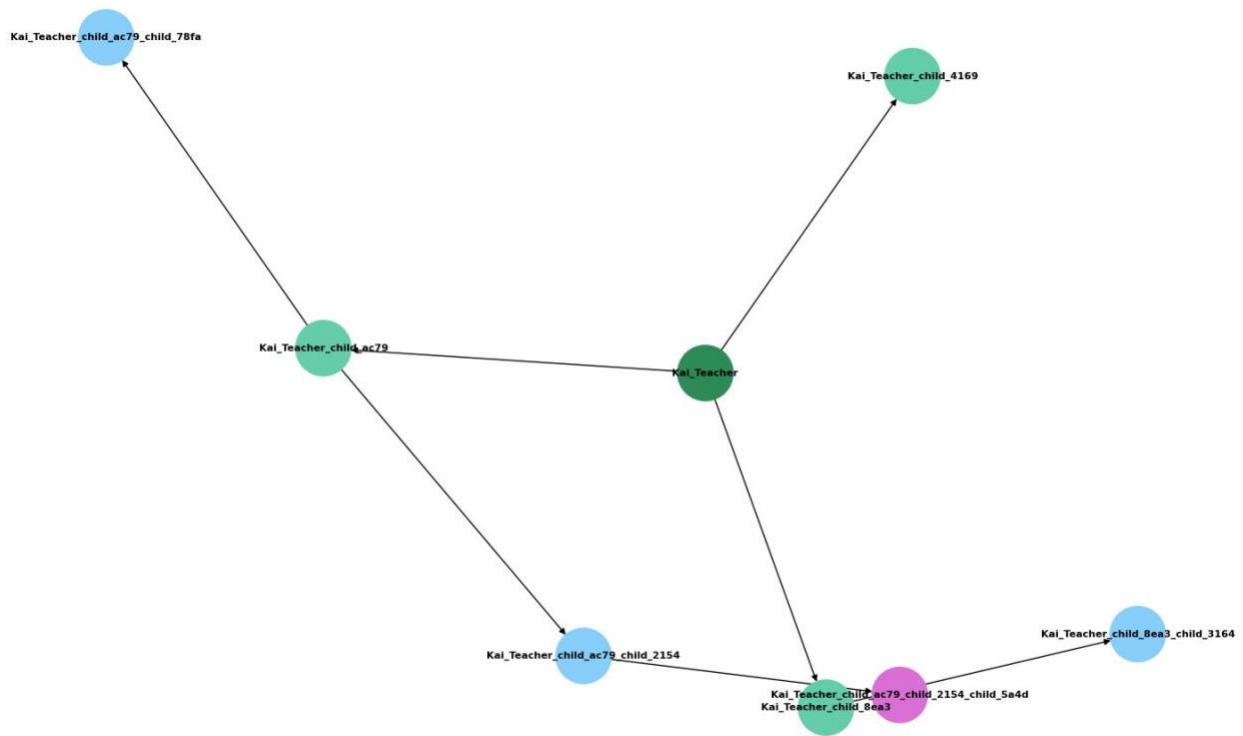 Kai_Teacher_child_ac79_child_78fa
Kai_Teacher_child_4169
Kai_Teacher_child_ac79
Kai_Teacher
Kai_Teacher_child_8ea3_child_3164
Kai_Teacher_child_ac79_child_2154
Kai_Teacher_child_ac79_child_2154_child_5a4d
Kai_Teacher_child_8ea3